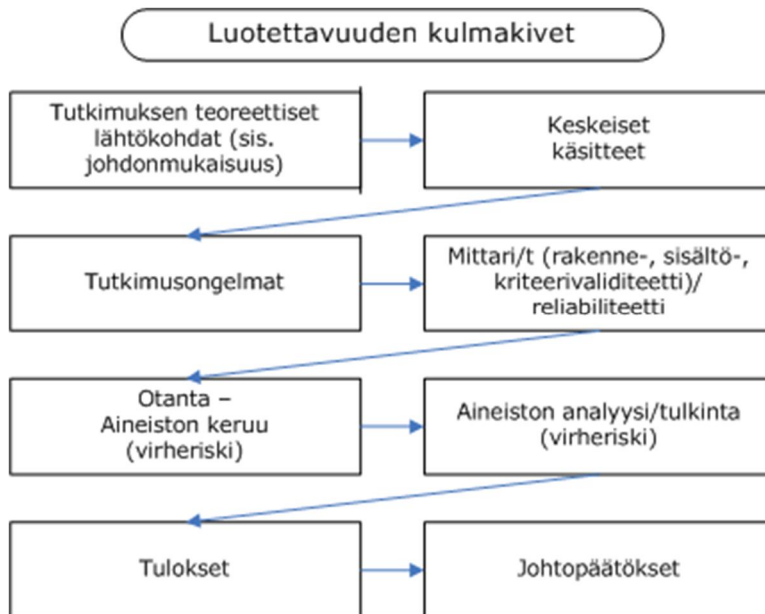 Luotettavuuden kulmakivet
Tutkimuksen teoreettiset
lähtökohdat (sis.
johdonmukaisuus)
Keskeiset
käsitteet
Tutkimusongelmat
Mittari/t (rakenne-, sisältö-,
kriteerivaliditeetti)/
reliabiliteetti
Otanta –
Aineiston keruu
(virheriski)
Aineiston analyysi/tulkinta
(virheriski)
Tulokset
Johtopäätökset